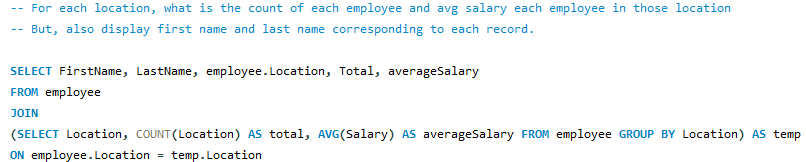 -- For each location, what is the count of each employee and avg salary each employee in those location
-- But, also display first name and last name corresponding to each record.
SELECT FirstName, LastName, employee.Location, Total, averageSalary
FROM employee
JOIN
(SELECT Location, COUNT(Location) AS total, AVG(Salary) AS averageSalary FROM employee GROUP BY Location) AS temp
ON employee.Location = temp.Location